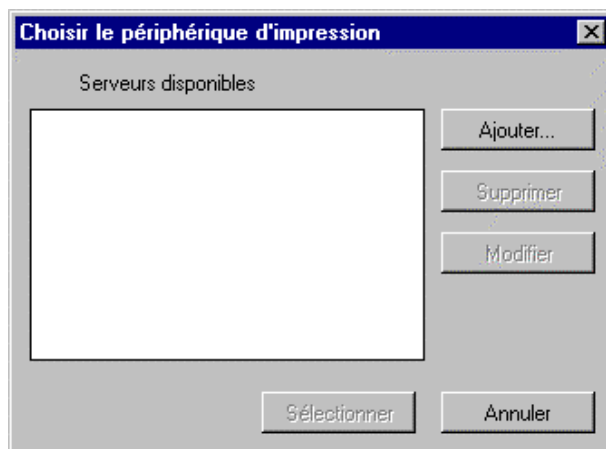 Choisir le périphérique d'impression
Serveurs disponibles
Ajouter...
Supprimer
Modifier
Sélectionner
Annuler